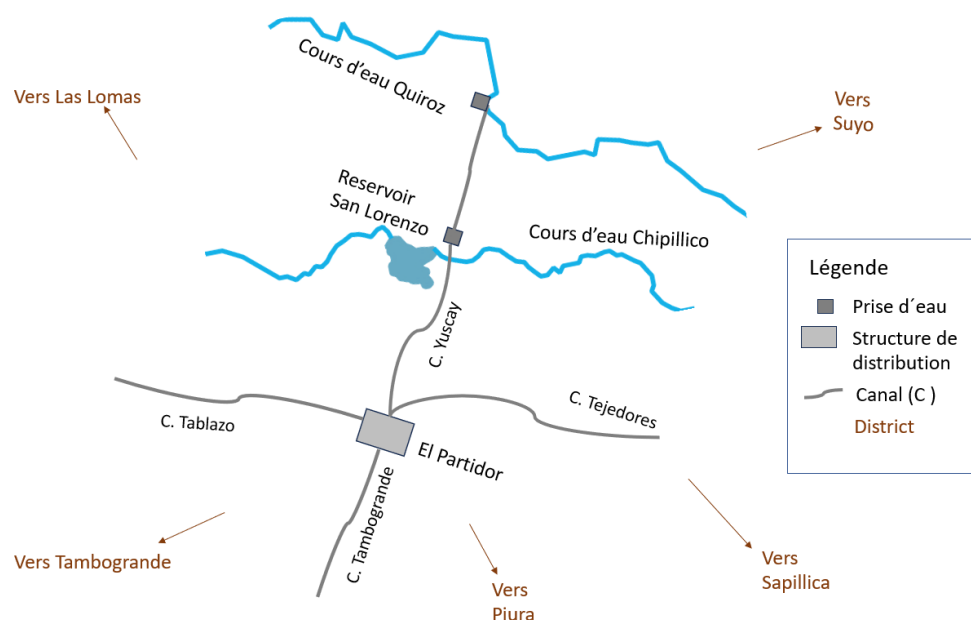 Cours d'eau Quiroz
Vers Las Lomas
Vers
Suyo
Reservoir
San Lorenzo
Cours d'eau Chipillico
Légende
Prise d´eau
Structure de
distribution
Canal (C )
District
C. Yuscay
C. Tablazo
C. Tejedores
El Partidor
C. Tambogrande
Vers Tambogrande
Vers
Piura
Vers
Sapillica